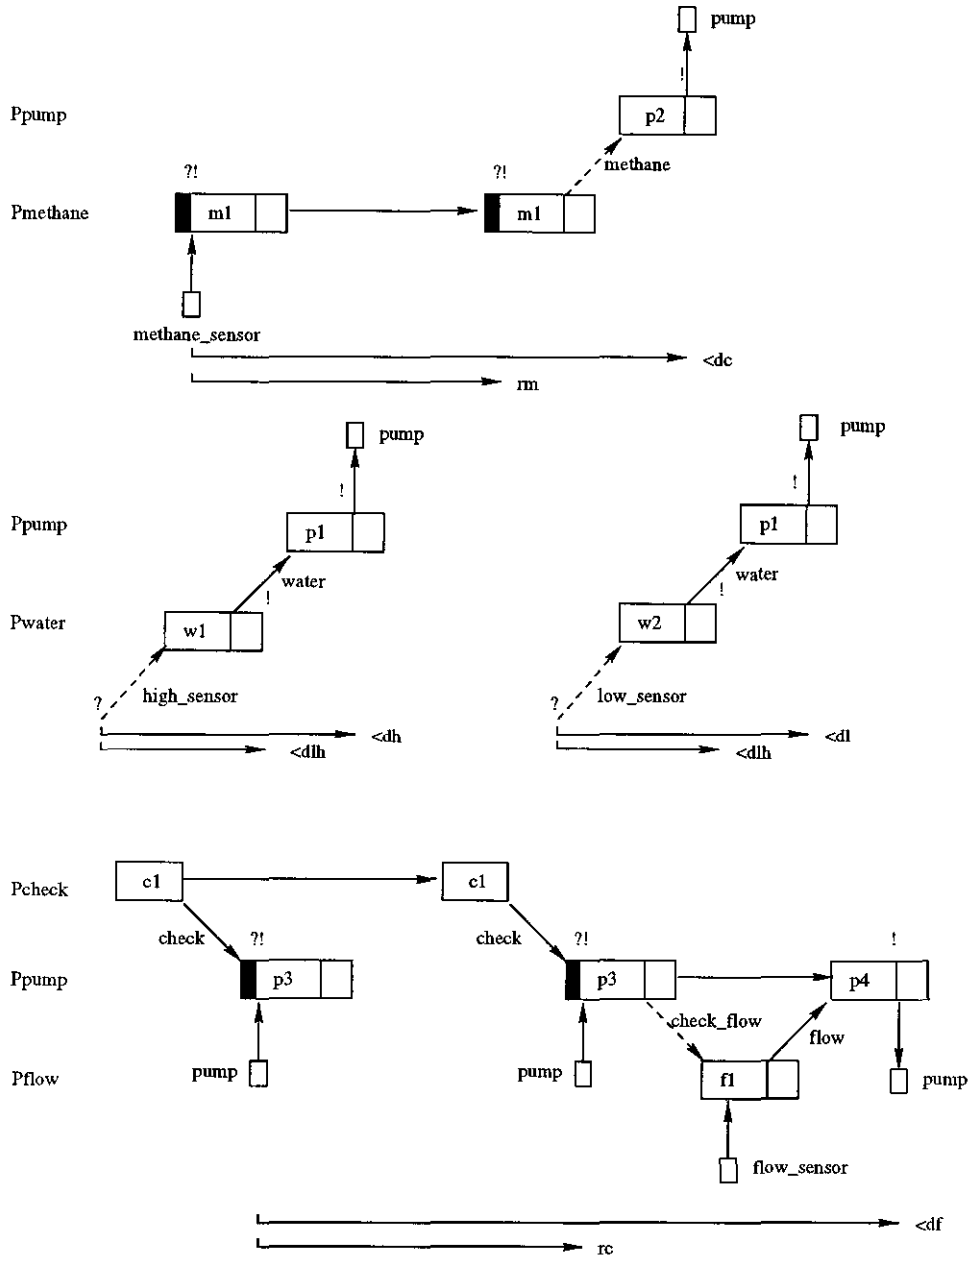 pump
!
Ppump
p2
methane
?!
?!
Pmethane
m1
m1
methane_sensor
<dc
rm
pump
pump
!
!
Ppump
p1
p1
water
water
!
!
Pwater
w1
w2
?
high_sensor
?
low_sensor
<dh
<dl
<dlh
<dlh
c1
c1
Pcheck
check
?!
check
?!
!
Ppump
p3
p3
p4
check_flow
flow
pump
pump
Pflow
f1
pump
flow_sensor
<df
rc